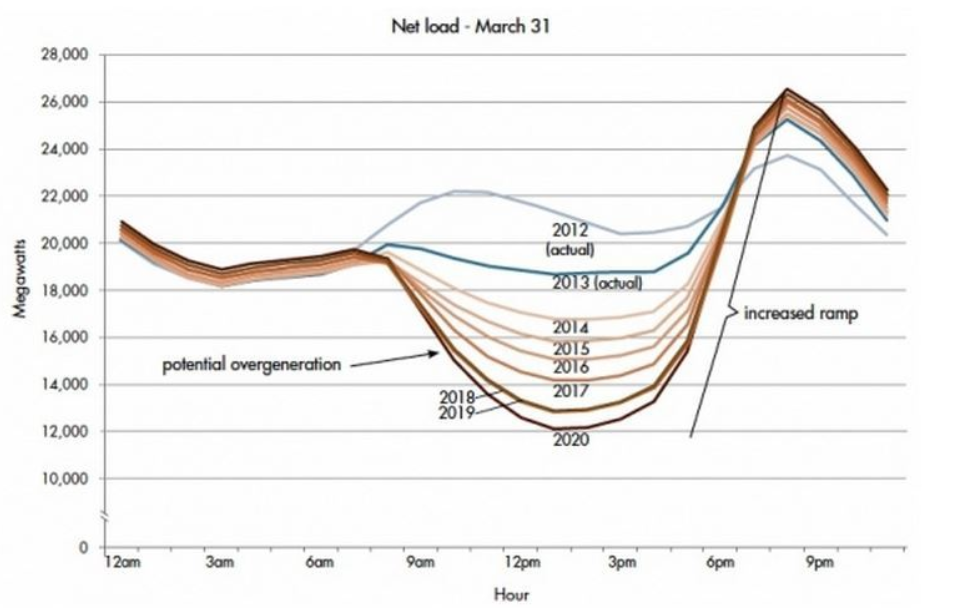 Net load - March 31
28,000
26,000
24,000
22,000
20,000
18,000
16,000
14,000
12,000
10,000
0
Megawatts
2012
(actual)
2013 (actual)
2014
2015
2016
2017
2018
2019
2020
potential overgeneration
increased ramp
12am 3am 6am 9am 12pm 3pm 6pm 9pm
Hour